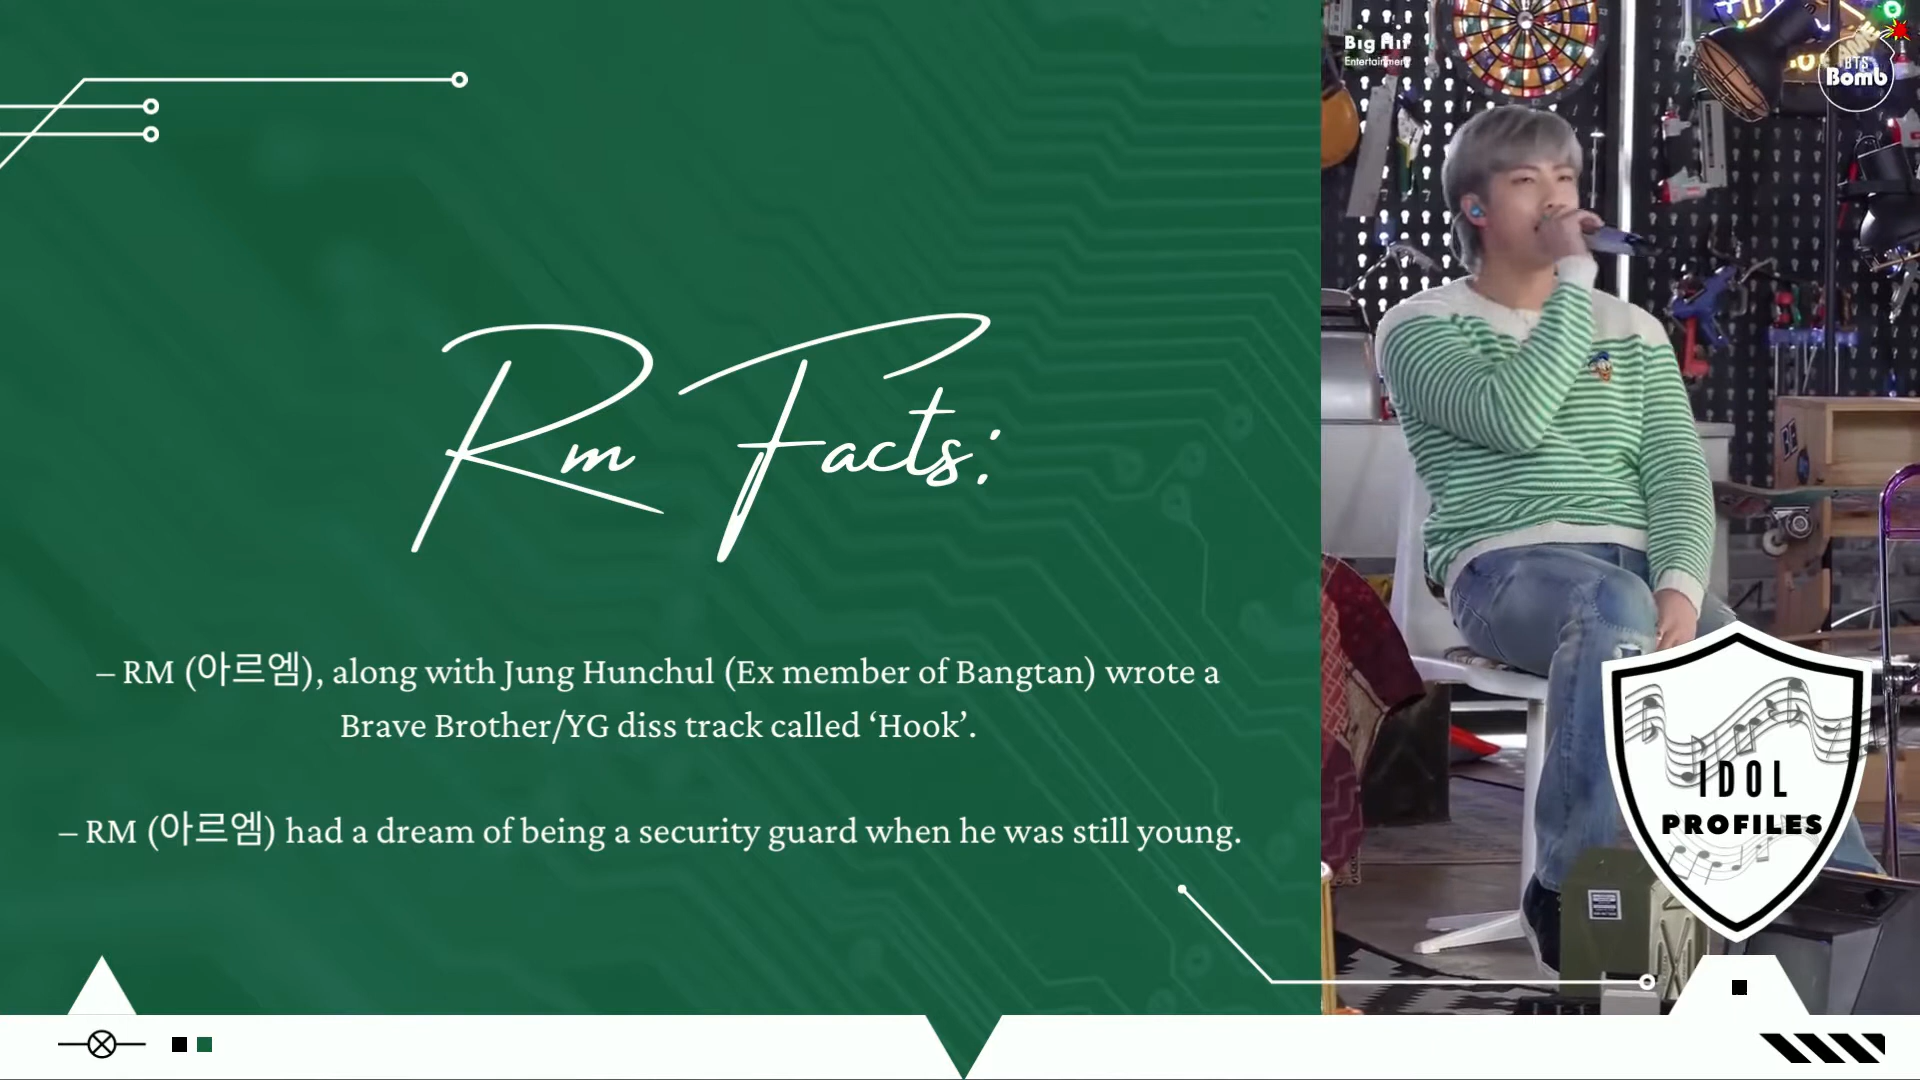 Big Hit
Entertainment
BTS
Bomb
Rm Facts:
– RM (아르엠), along with Jung Hunchul (Ex member of Bangtan) wrote a
Brave Brother/YG diss track called ‘Hook’.
– RM (아르엠) had a dream of being a security guard when he was still young.
IDOL
PROFILES